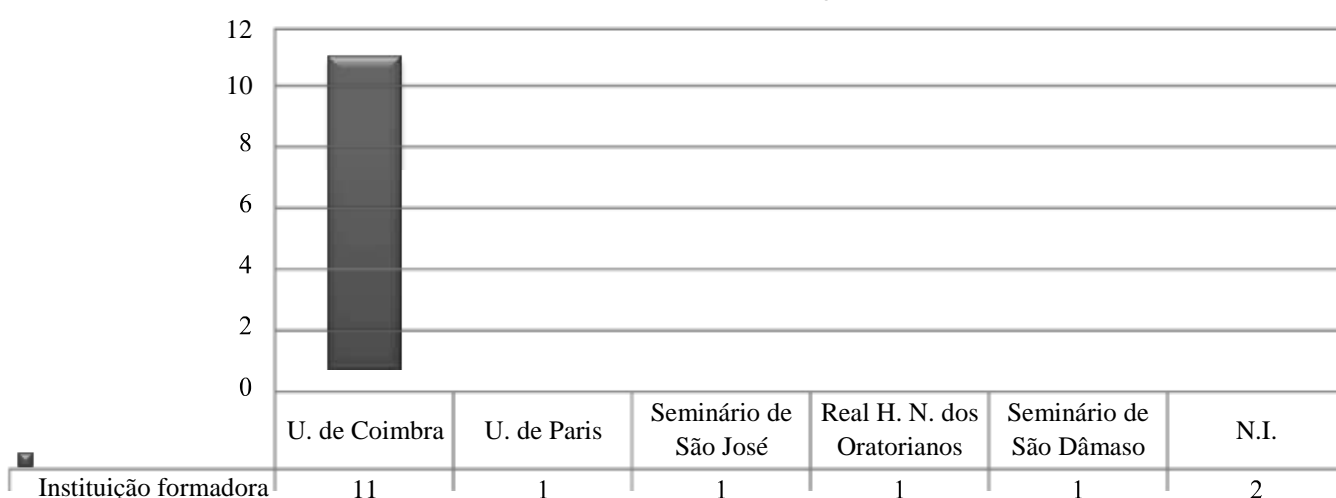 12
10
8
6
4
2
0
U. de Coimbra
U. de Paris
Seminário de
São José
Real H. N. dos
Oratorianos
Seminário de
São Dâmaso
N.I.
Instituição formadora 11 1 1 1 1 2